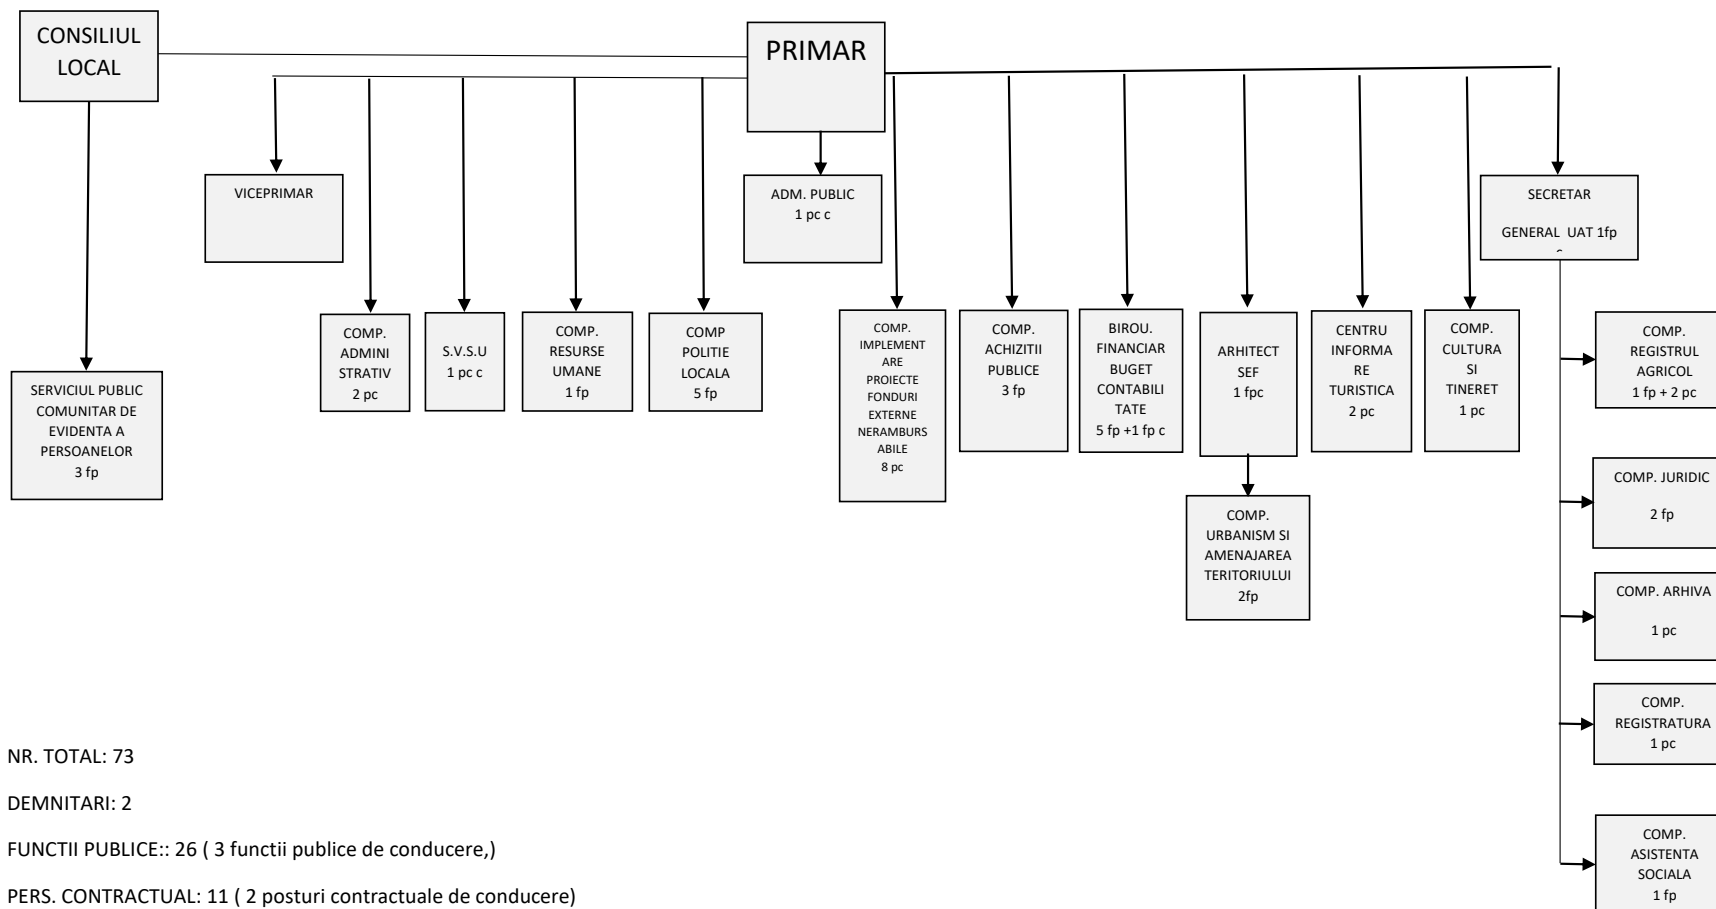 CONSILIUL
LOCAL
PRIMAR
VICEPRIMAR
ADM. PUBLIC
1 pc c
SECRETAR
GENERAL UAT 1fp
COMP.
ADMINI
STRATIV
2 pc
S.V.S.U
1 pc c
COMP.
RESURSE
UMANE
1 fp
COMP
POLITIE
LOCALA
5 fp
COMP.
IMPLEMENT
ARE
PROIECTE
FONDURI
EXTERNE
NERAMBURS
ABILE
8 pc
COMP.
ACHIZITII
PUBLICE
3 fp
BIROU.
FINANCIAR
BUGET
CONTABILI
TATE
5 fp +1 fp c
ARHITECT
SEF
1 fpc
CENTRU
INFORMA
RE
TURISTICA
2 pc
COMP.
CULTURA
SI
TINERET
1 pc
COMP.
REGISTRUL
AGRICOL
1 fp + 2 pc
SERVICIUL PUBLIC
COMUNITAR DE
EVIDENTA A
PERSOANELOR
3 fp
COMP. JURIDIC
2 fp
COMP.
URBANISM SI
AMENAJAREA
TERITORIULUI
2fp
COMP. ARHIVA
1 pc
COMP.
REGISTRATURA
1 pc
COMP.
ASISTENTA
SOCIALA
1 fp
NR. TOTAL: 73
DEMNITARI: 2
FUNCTII PUBLICE:: 26 ( 3 functii publice de conducere,)
PERS. CONTRACTUAL: 11 ( 2 posturi contractuale de conducere)